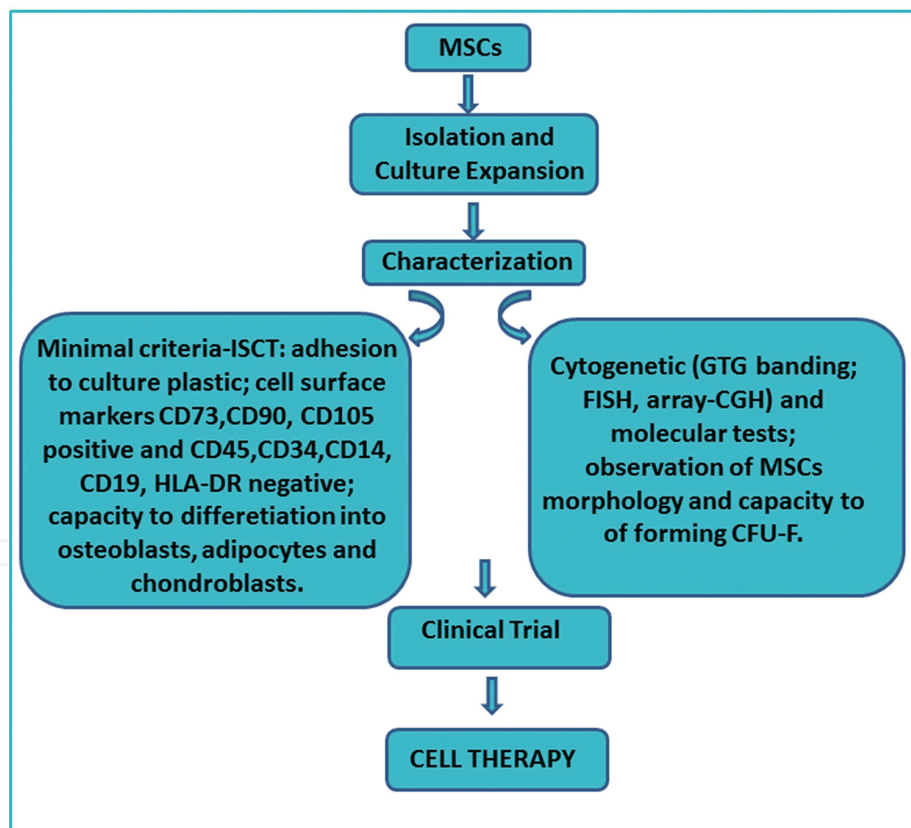 MSCs
Isolation and
Culture Expansion
Characterization
Minimal criteria-ISCT: adhesion
to culture plastic; cell surface
markers CD73,CD90, CD105
positive and CD45,CD34,CD14,
CD19, HLA-DR negative;
capacity to differetiation into
osteoblasts, adipocytes and
chondroblasts.
Cytogenetic (GTG banding;
FISH, array-CGH) and
molecular tests;
observation of MSCs
morphology and capacity to
of forming CFU-F.
Clinical Trial
CELL THERAPY